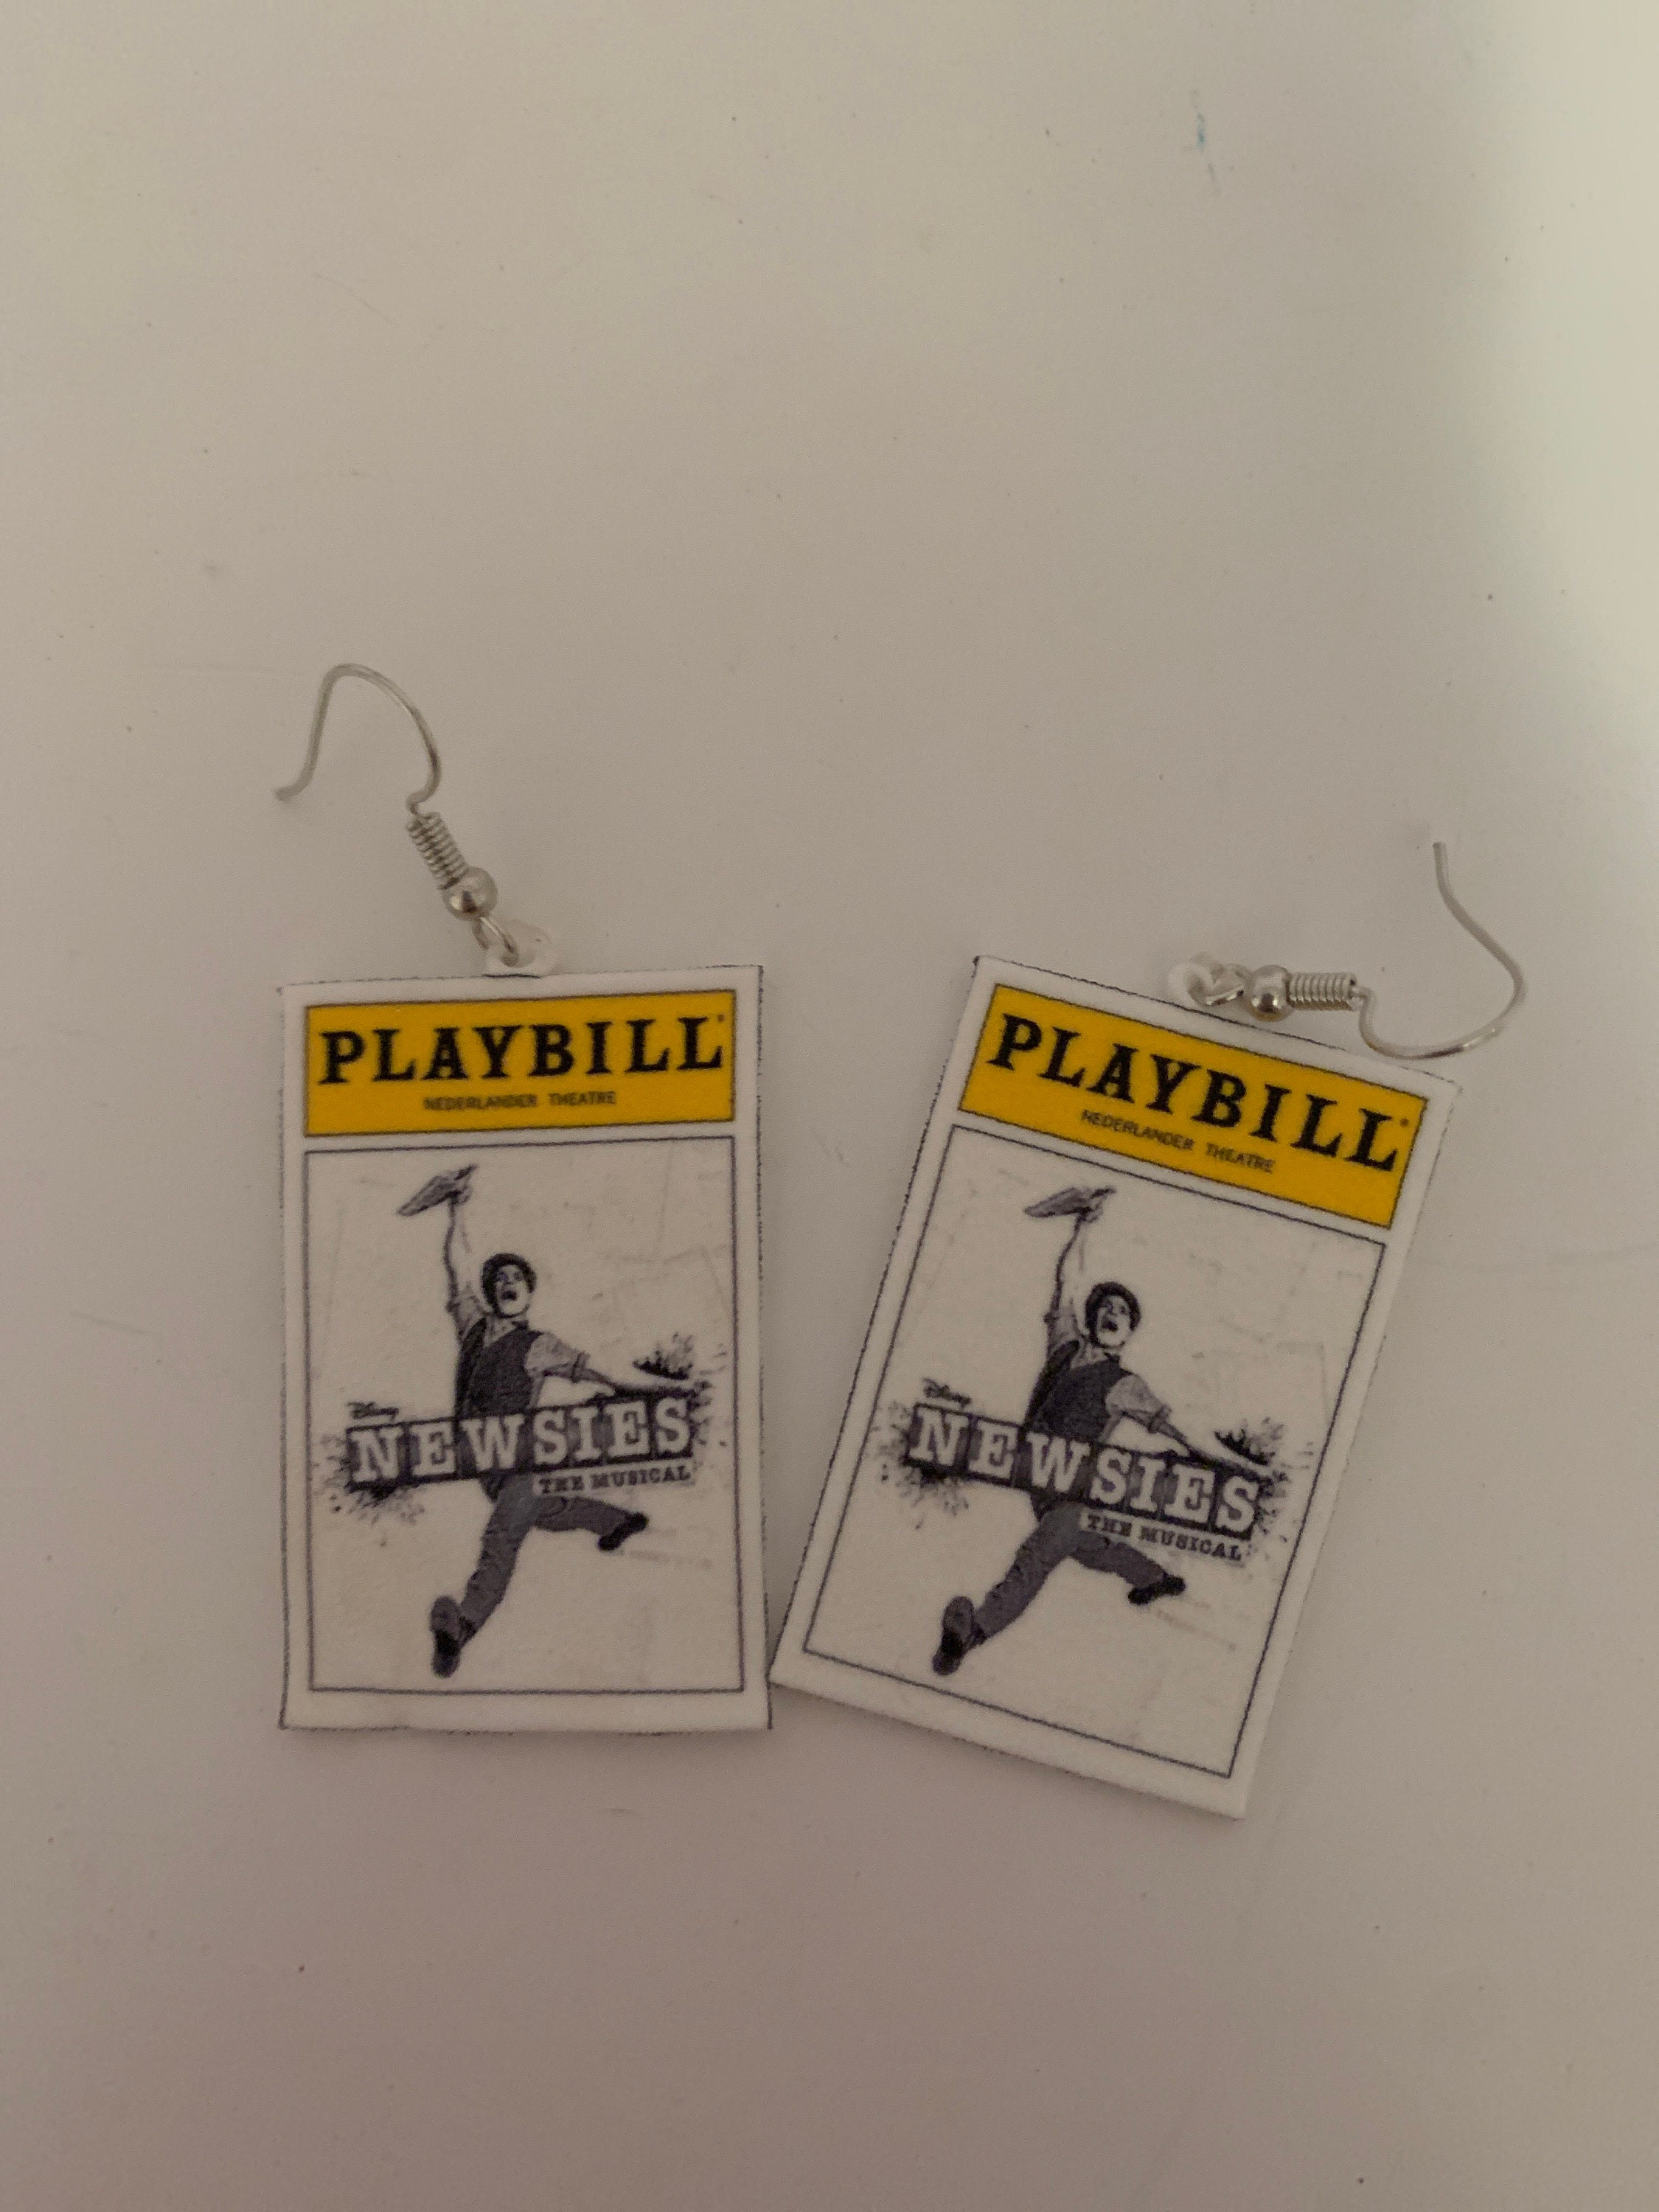 PLAYBILL
NEDERLANDER THEATRE
Disney
NEWSIES
THE MUSICAL
PLAYBILL
NEDERLANDER THEATRE
Disney
NEWSIES
THE MUSICAL